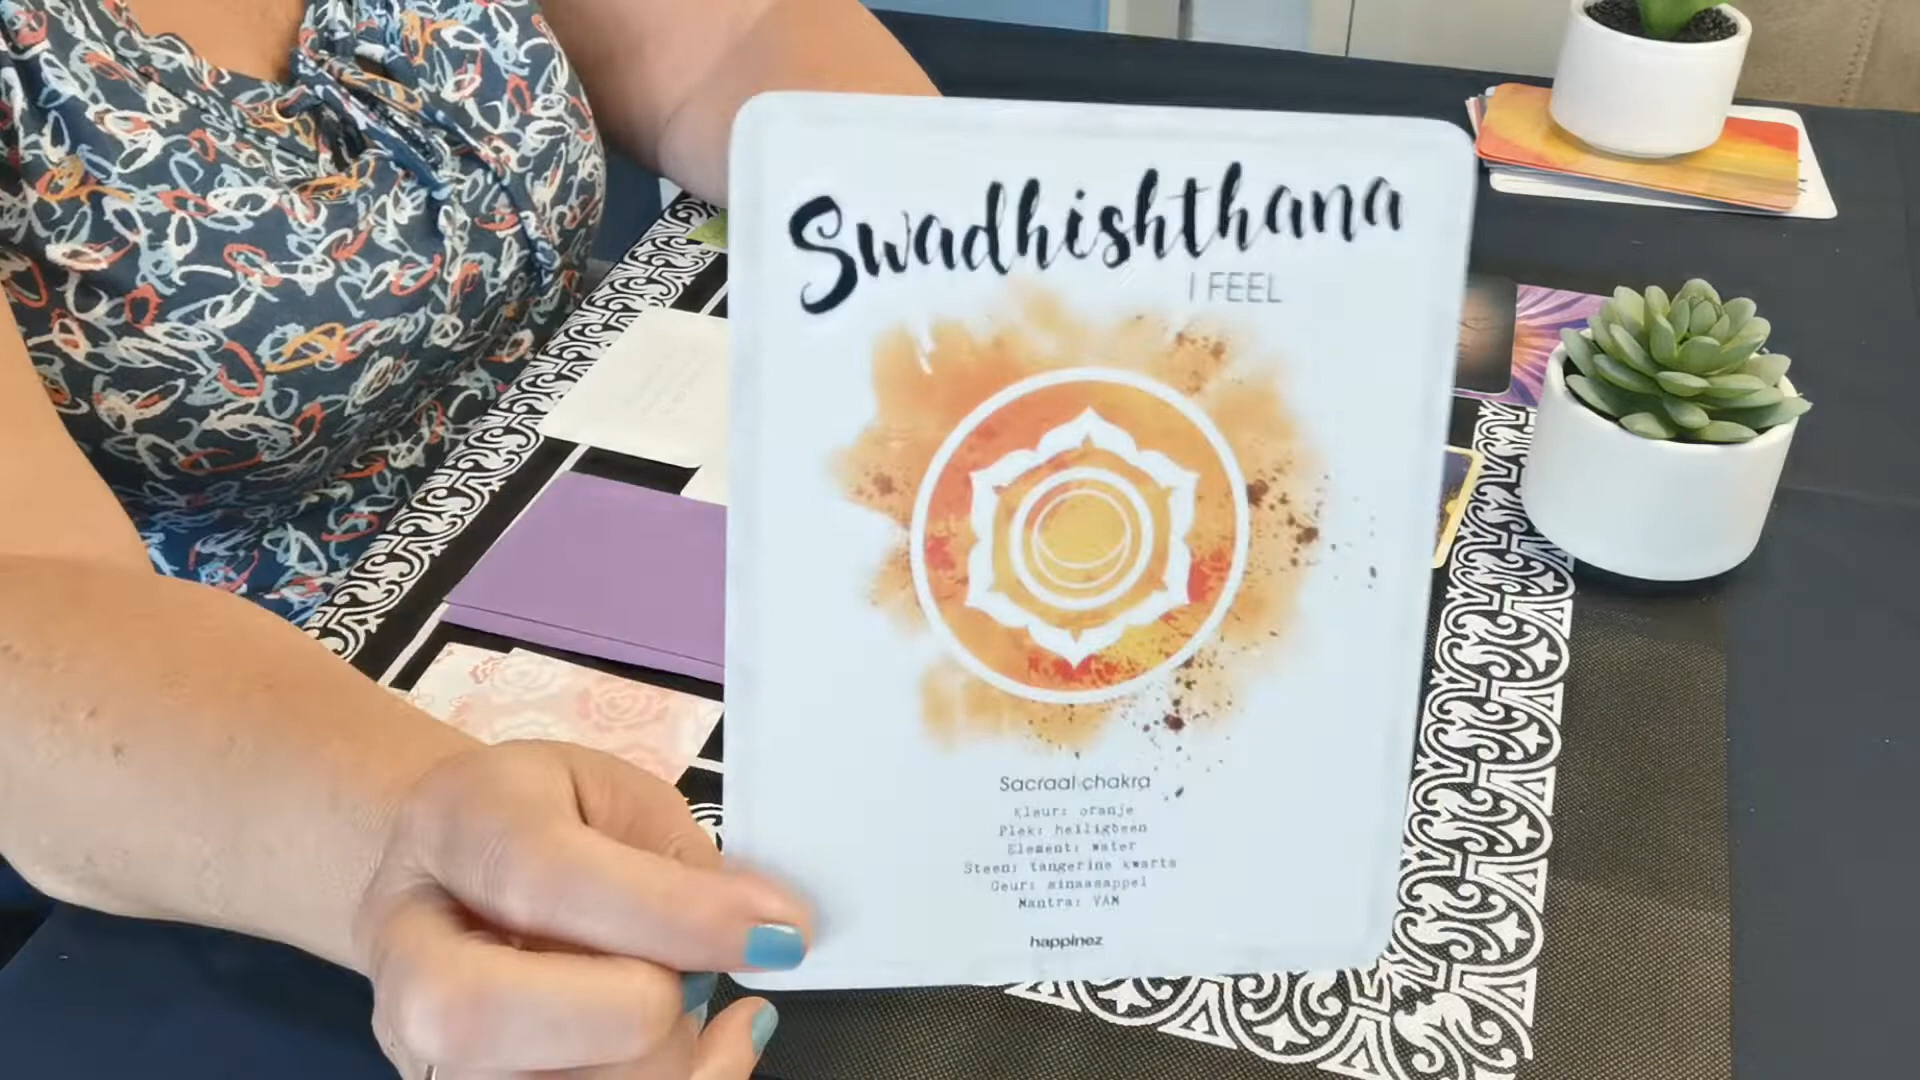 Swadhishthana
I FEEL
Sacraal chakra
Kleur: oranje
Plek: heiligbeen
Element: water
Steen: tangerine kwarts
Geur: sinaasappel
Mantra: VAM
happinez